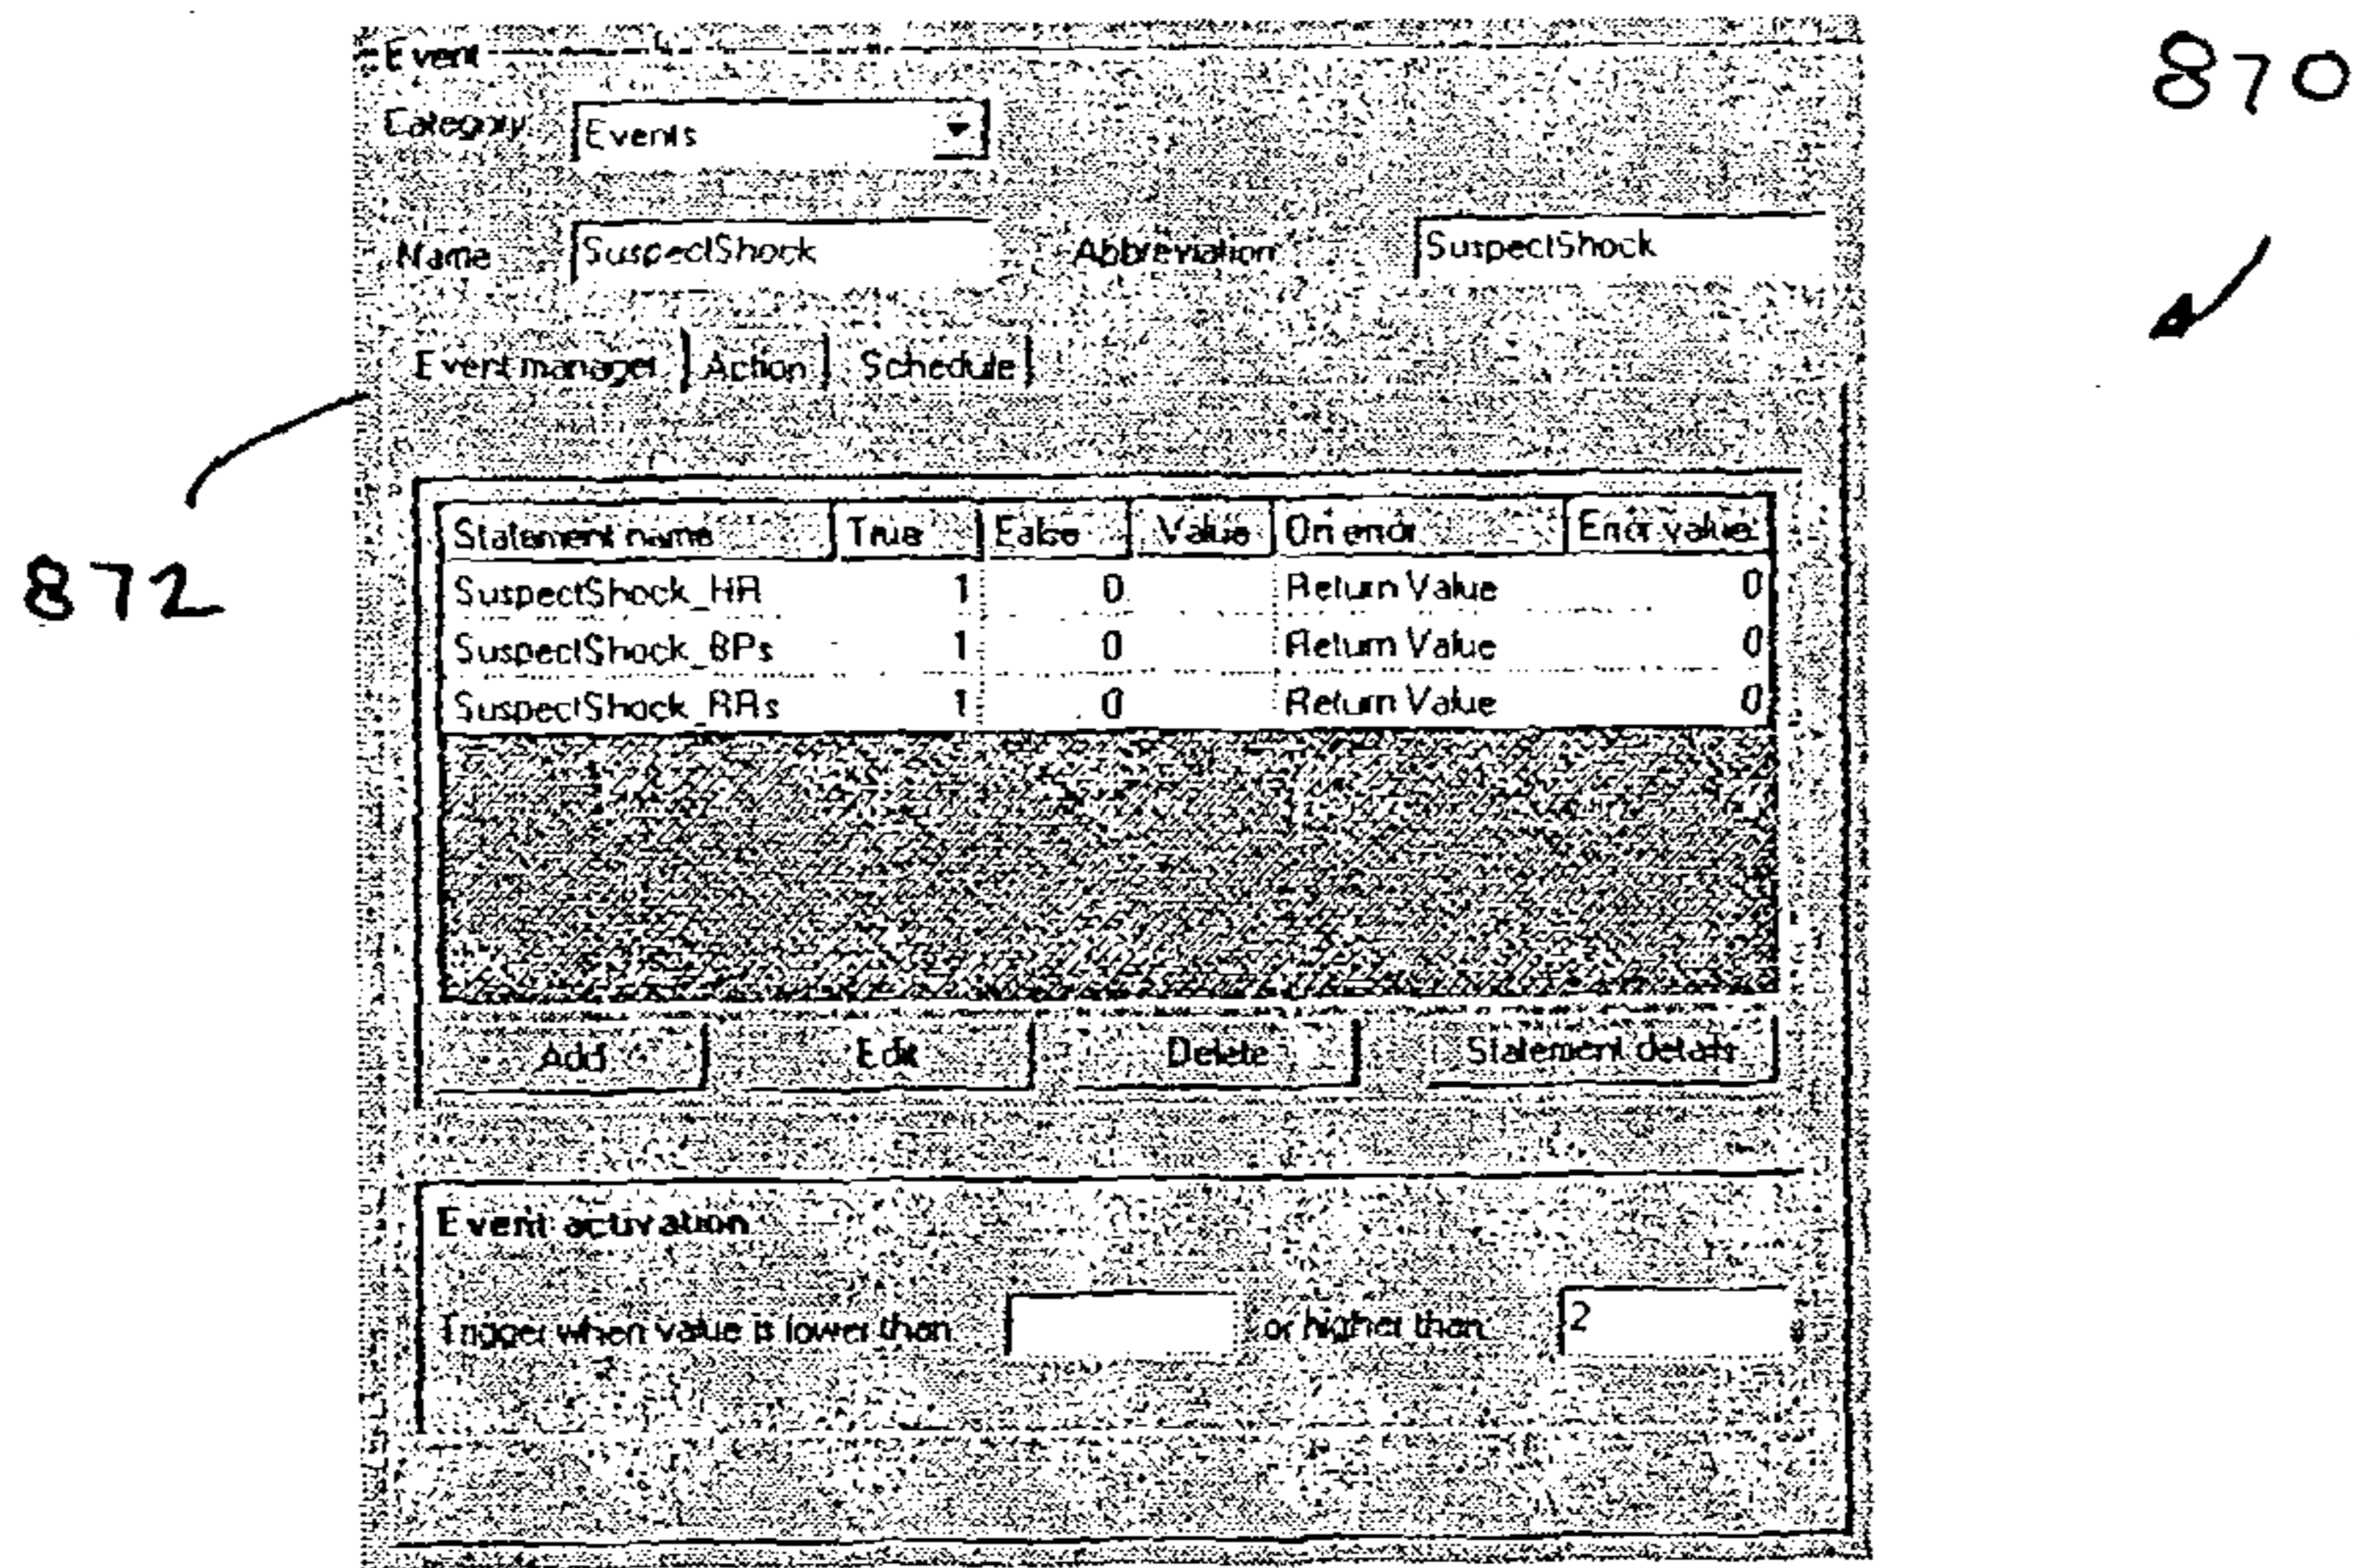 870
Event
Category Events
Name SuspectShock Abbreviation SuspectShock
Event manager Action Schedule
872
Statement name True False Value On error Error value
SuspectShock_HR 1 0 Return Value 0
SuspectShock_BPs 1 0 Return Value 0
SuspectShock_RRs 1 0 Return Value 0
Add Edit Delete Statement details
Event activation
Trigger when value is lower than or higher than 2